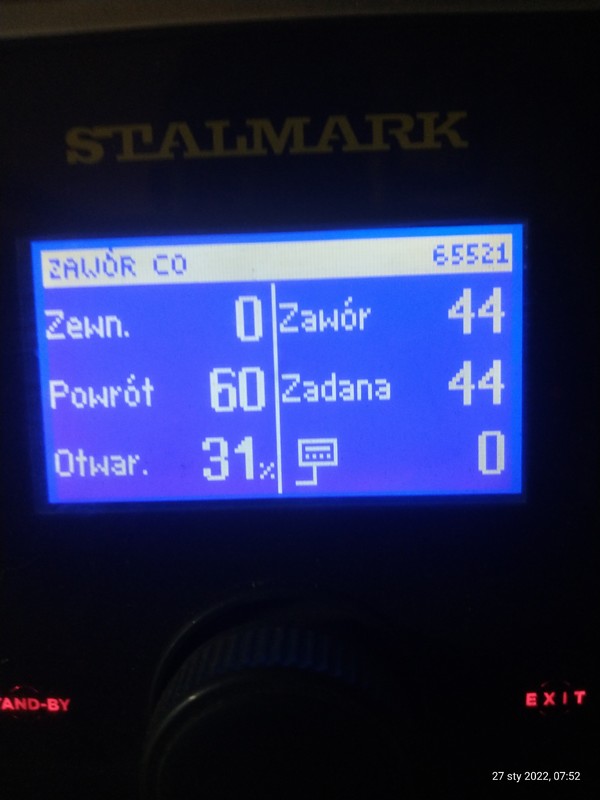 STALMARK
ZAWÓR CO 65521
Zewn. 0 Zawór 44
Powrót 60 Zadana 44
Otwar. 31% 0
TAND-BY EXIT
27 sty 2022, 07:52